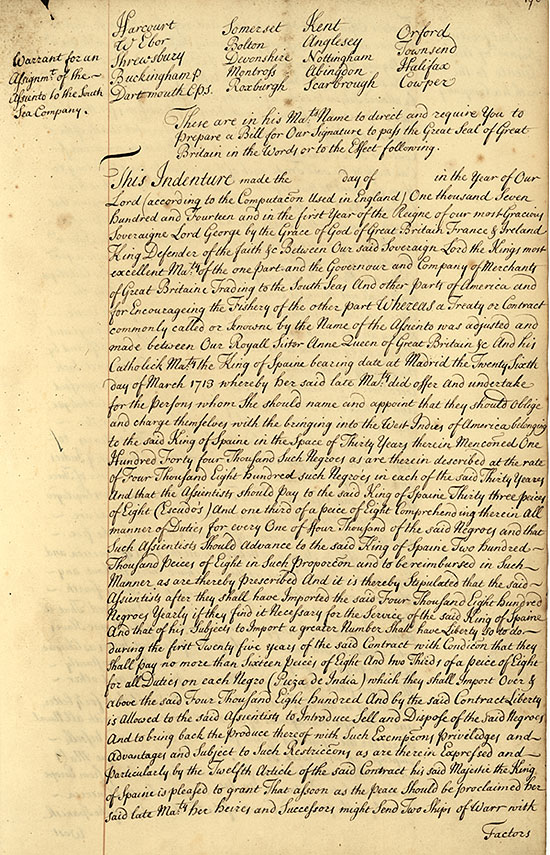 Warrant for an
Assignmt. of the
Assiento to the South
Sea Company.
Harcourt Somerset Kent Orford
W Ebor Bolton Anglesey Townsend
Shrewsbury Devonshire Nottingham Halifax
Buckingham P Montross Abingdon Cowper
Dartmouth CPS. Roxburgh Scarbrough
These are in his Mats Name to direct and require You to
Prepare a Bill for Our Signature to pass the Great Seal of Great
Britain in the Words or to the Effect following.
This Indenture made the day of in the Year of Our
Lord (according to the Computacon Used in England) One thousand Seven
Hundred and Fourteen and in the first Year of the Reigne of our most Gracious
Soveraigne Lord George by the Grace of God of Great Britain France & Ireland
King Defender of the faith &c Between Our said Soveraign Lord the Kings most
excellent Maty of the one part and the Governour and Company of Merchants
of Great Britaine Trading to the South Seas And other Parts of America and
for Encourageing the Fishery of the other part Whereas a Treaty or Contract
commonly called or knowne by the Name of the Assiento was adjusted and
made between Our Royall Sister Anne Queen of Great Britaine &c And his
Catholick Maty the King of Spaine bearing date at Madrid the Twenty Sixth
day of March 1713 whereby her said late Maty did offer and undertake
for the Persons whom She should name and appoint that they should Oblige
and charge themselves with the bringing into the West Indies of America belonging
to the said King of Spaine in the Space of Thirty Years therein Menconed One
Hundred Forty four Thousand Such Negroes as are therein described at the rate
of Four Thousand Eight Hundred such Negroes in each of the said Thirty Years
And that the Assientists should Pay to the said King of Spaine Thirty three peices
of Eight (Escudo's) And one third of a peice of Eight Comprehending therein All
manner of Duties for every One of Four Thousand of the said Negroes and that
Such Assientists Should Advance to the said King of Spaine Two Hundred
Thousand Peices of Eight in Such Proporcon and to be reimbursed in Such
Manner as are thereby Prescribed And it is thereby Stipulated that the said
Assientists after they shall have Imported the said Four Thousand Eight Hundred
Negroes Yearly if they find it Necessary for the Service of the said King of Spaine
And that of his Subjects to Import a greater Number Shall have Liberty so to do
during the first Twenty five years of the said Contract with Condicon that they
shall pay no more than Sixteen Peices of Eight And two Thirds of a peice of Eight
for all Duties on each Negro (Pieza de India) which they shall Import Over &
above the said Four Thousand Eight Hundred And by the said Contract Liberty
is Allowed to the said Assientists to Introduce Sell and Dispose of the said Negroes
And to bring back the Produce thereof with Such Exempcons Priviledges and
Advantages and Subject to Such Restriccons as are therein Expressed and
Particularly by the Twelfth Article of the said Contract his said Majestie the King
of Spaine is pleased to grant That assoon as the Peace Should be proclaimed her
said late Maty her Heires and Successors might Send Two Ships of Warr with
Factors